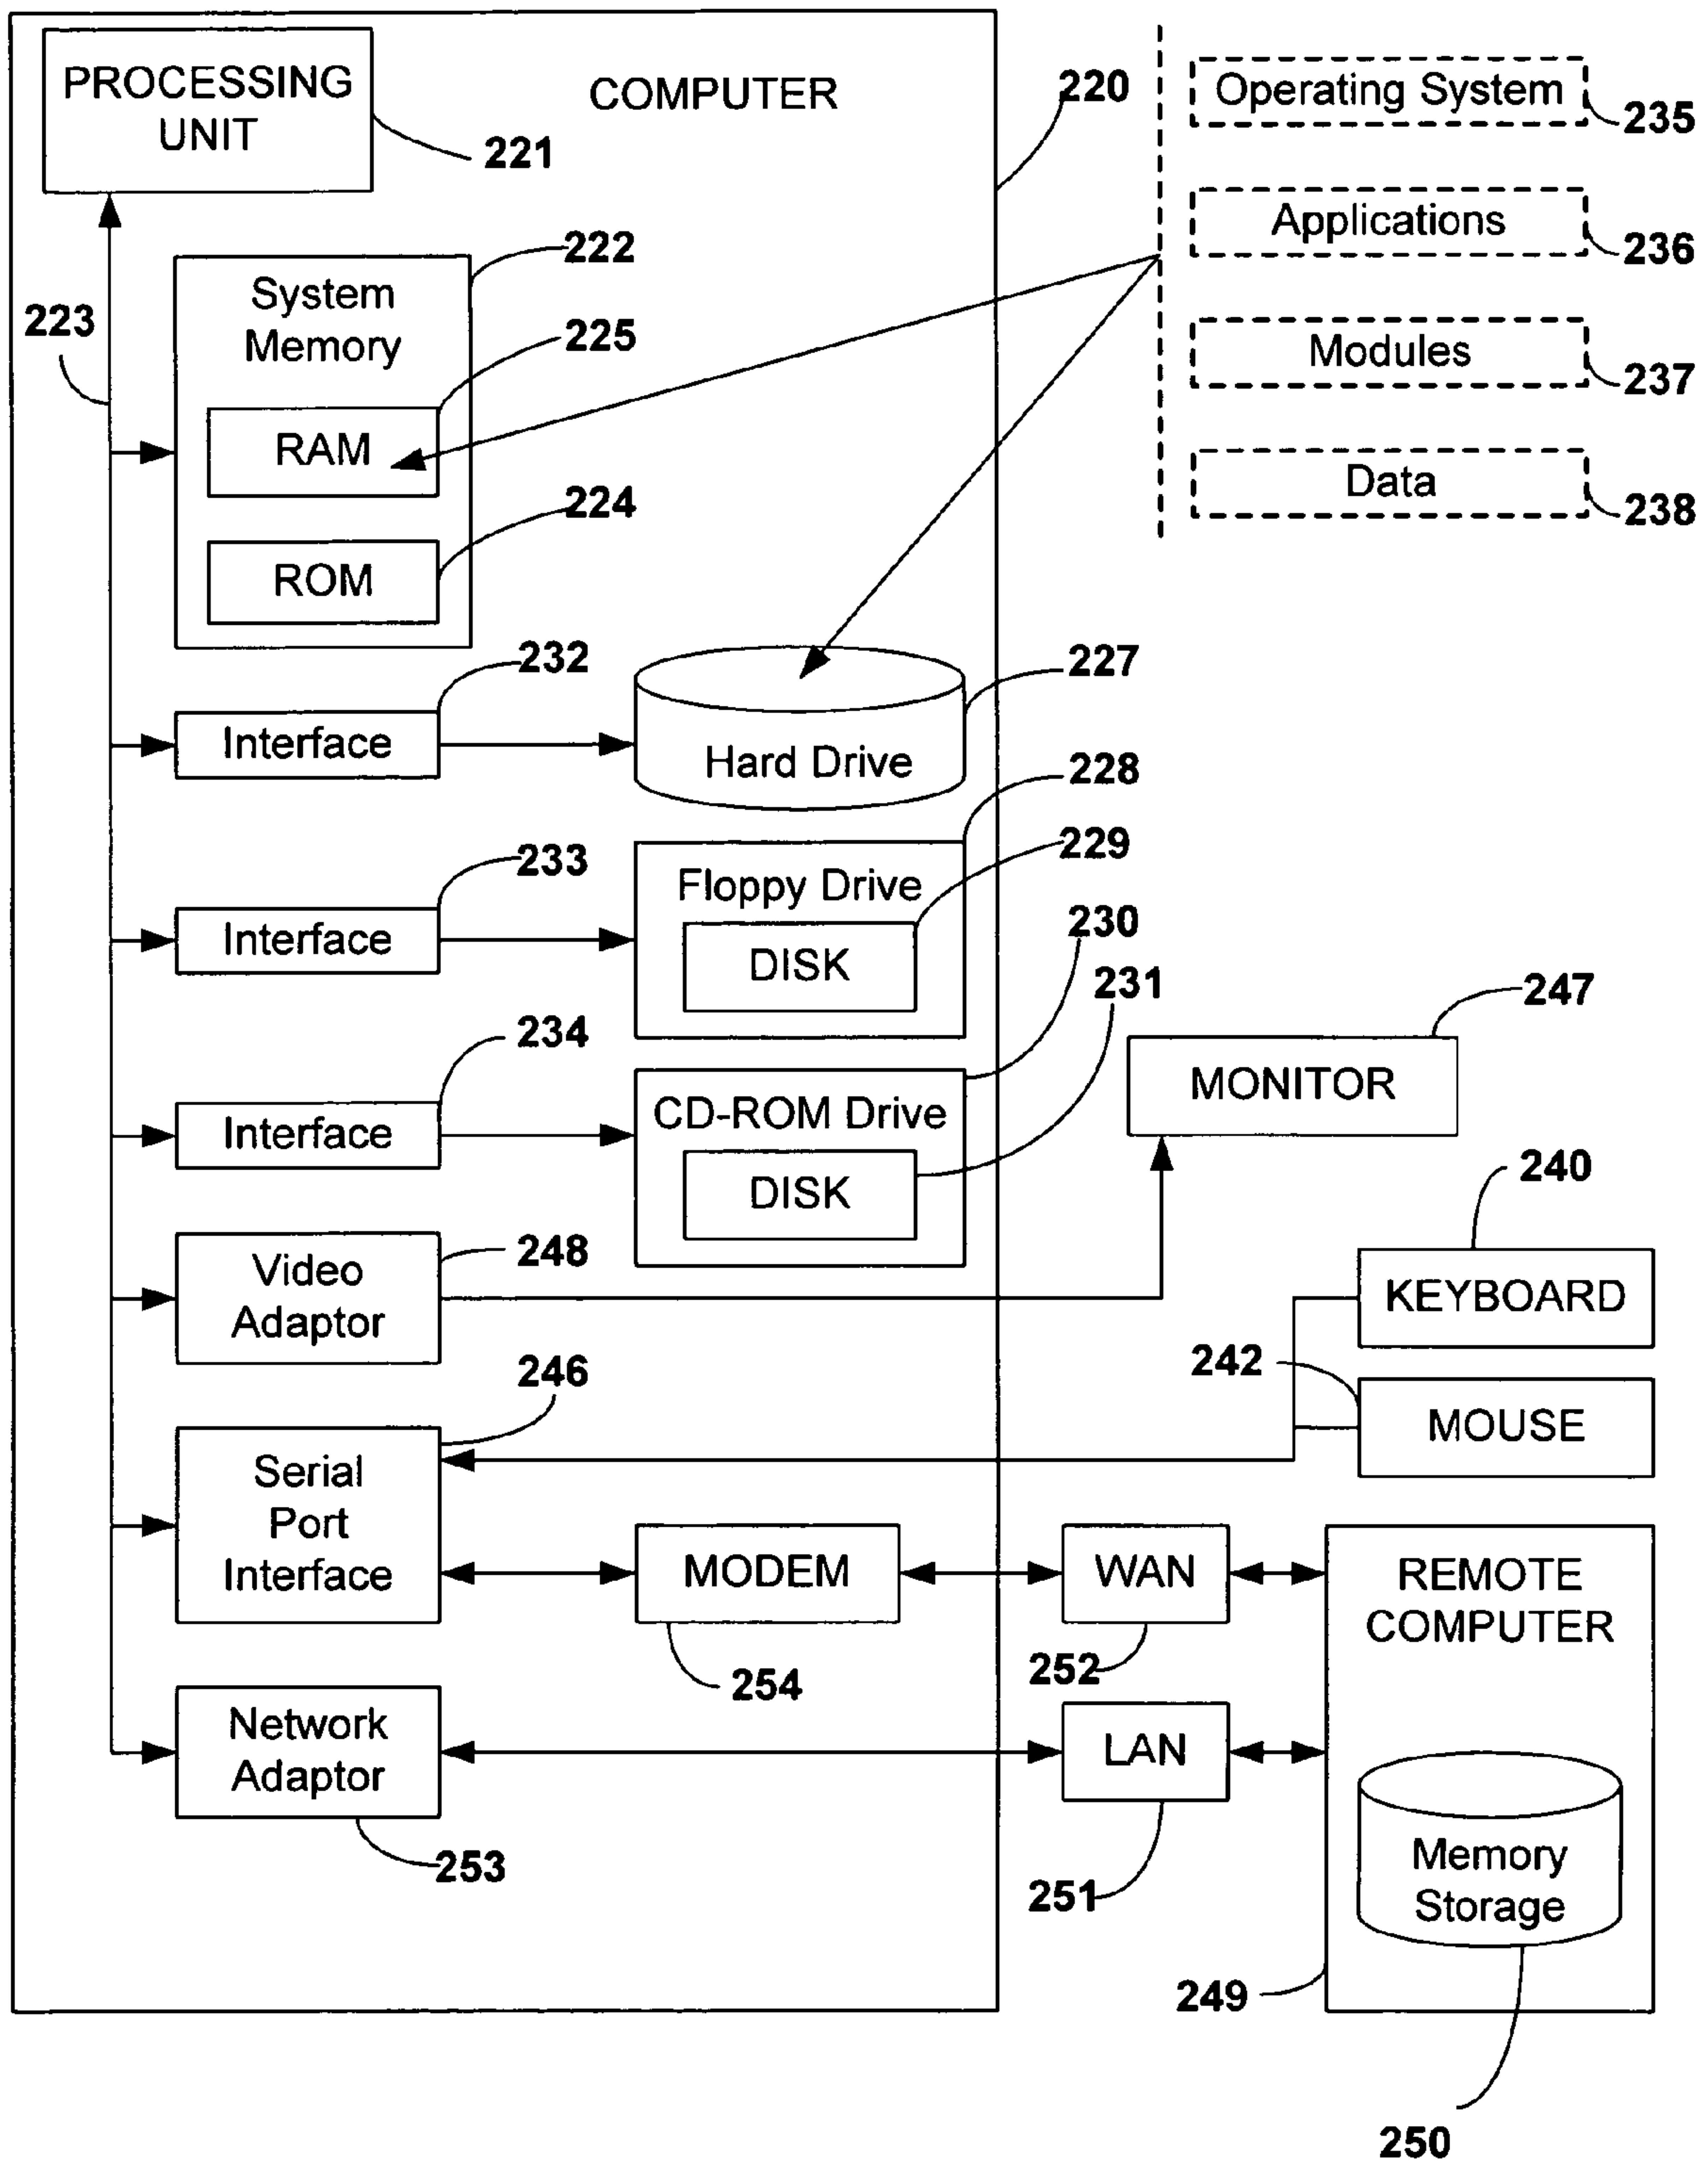 PROCESSING
UNIT
221
COMPUTER
220
Operating System
235
Applications
236
Modules
237
Data
238
223
222
System
Memory
225
RAM
224
ROM
232
Interface
227
Hard Drive
228
233
Interface
229
Floppy Drive
DISK
230
231
234
Interface
CD-ROM Drive
DISK
247
MONITOR
248
Video
Adaptor
240
KEYBOARD
242
MOUSE
246
Serial
Port
Interface
MODEM
254
WAN
252
REMOTE
COMPUTER
Network
Adaptor
253
LAN
251
Memory
Storage
249
250